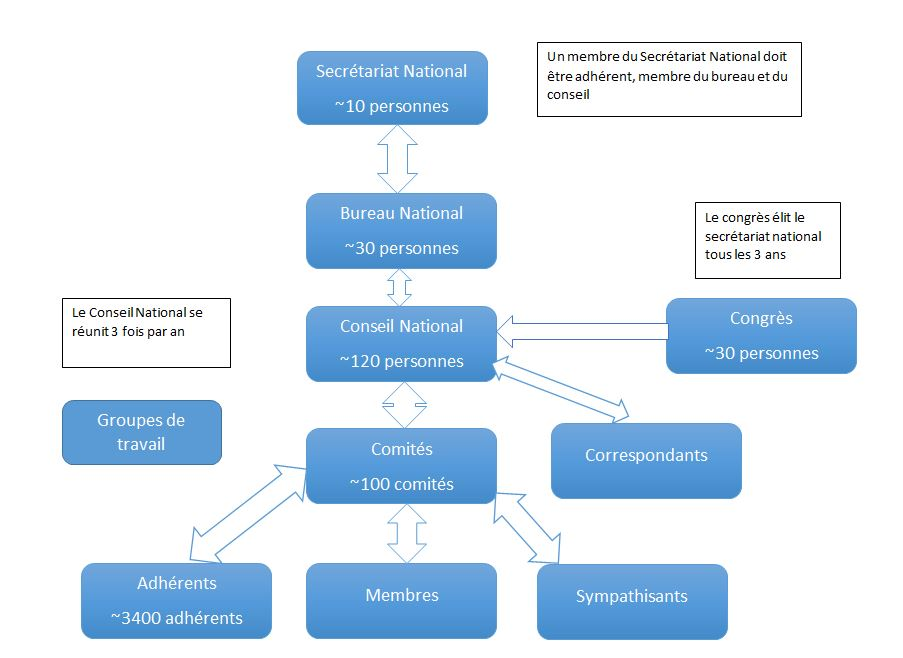 Secrétariat National
~10 personnes
Un membre du Secrétariat National doit
être adhérent, membre du bureau et du
conseil
Bureau National
~30 personnes
Le congrès élit le
secrétariat national
tous les 3 ans
Le Conseil National se
réunit 3 fois par an
Conseil National
~120 personnes
Congrès
~30 personnes
Groupes de
travail
Comités
~100 comités
Correspondants
Adhérents
~3400 adhérents
Membres
Sympathisants